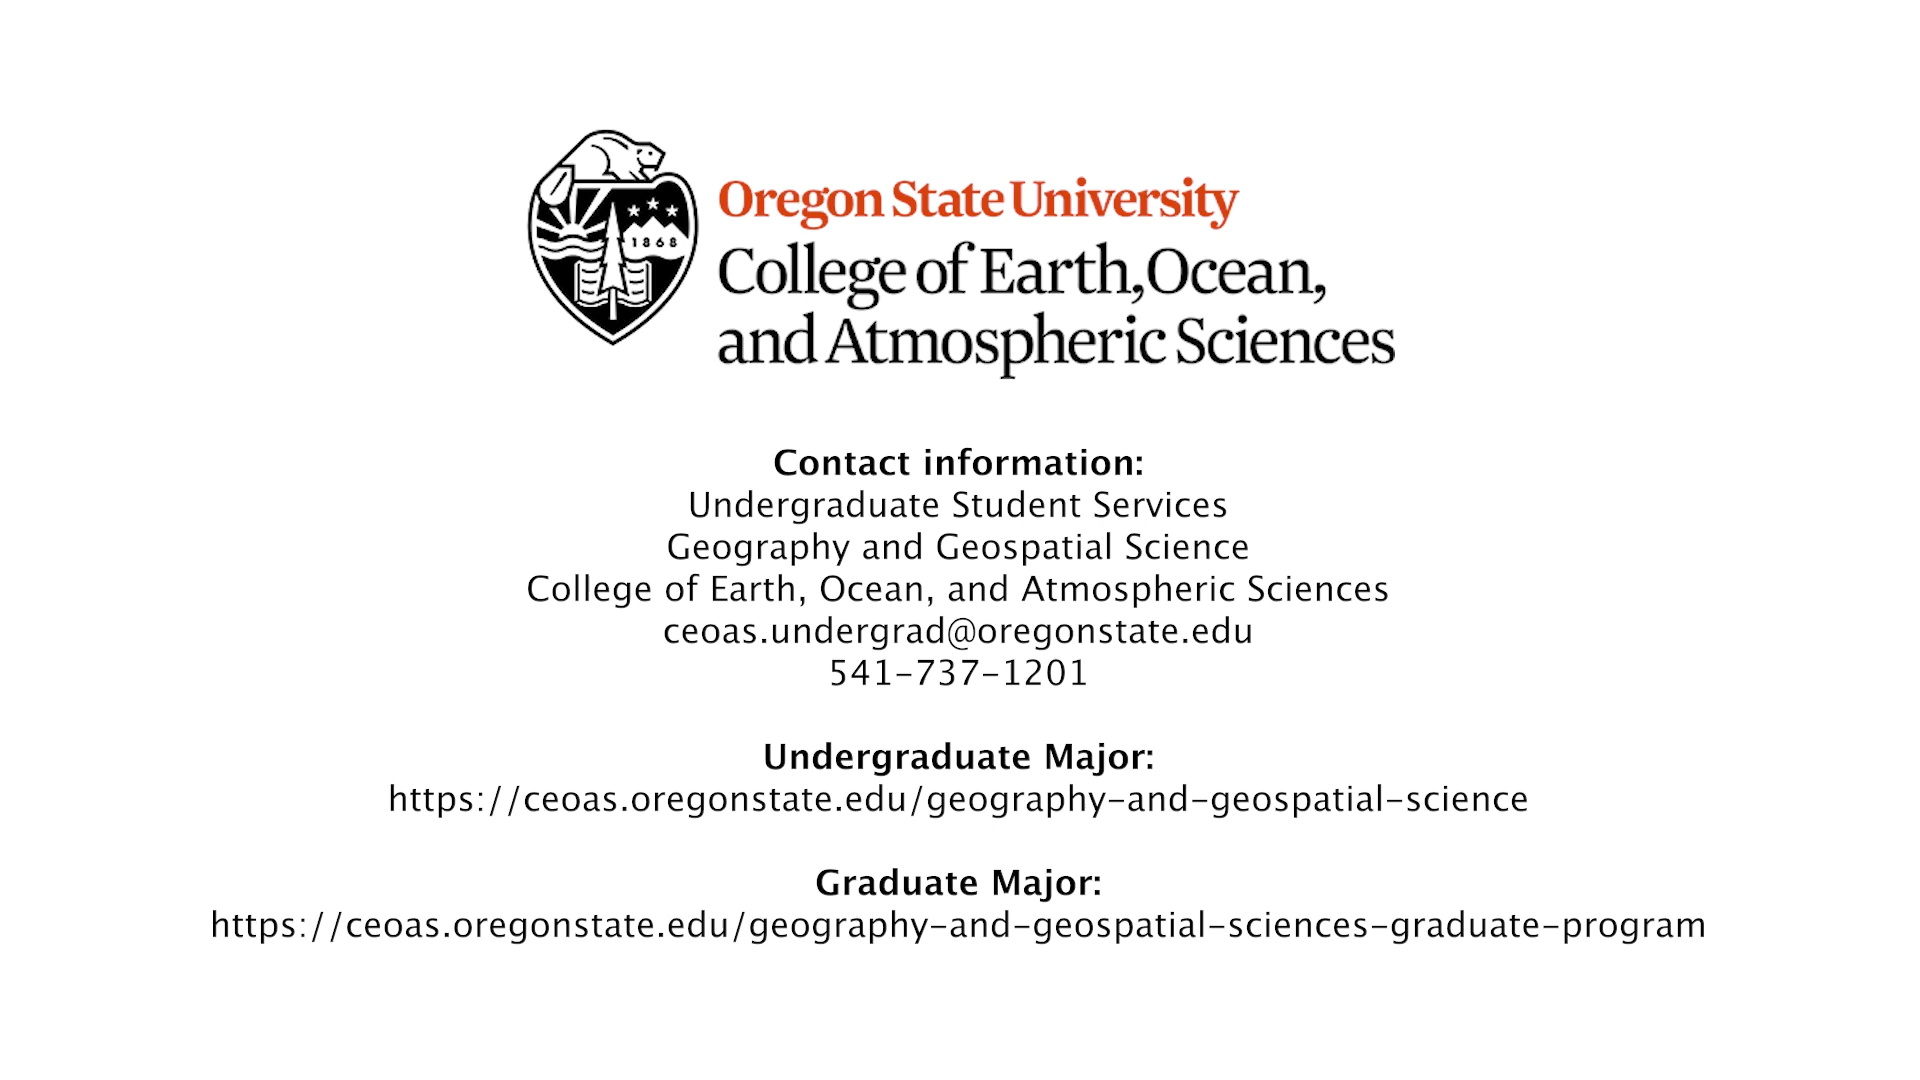 1868
Oregon State University
College of Earth, Ocean,
and Atmospheric Sciences
Contact information:
Undergraduate Student Services
Geography and Geospatial Science
College of Earth, Ocean, and Atmospheric Sciences
ceoas.undergrad@oregonstate.edu
541-737-1201
Undergraduate Major:
https://ceoas.oregonstate.edu/geography-and-geospatial-science
Graduate Major:
https://ceoas.oregonstate.edu/geography-and-geospatial-sciences-graduate-program